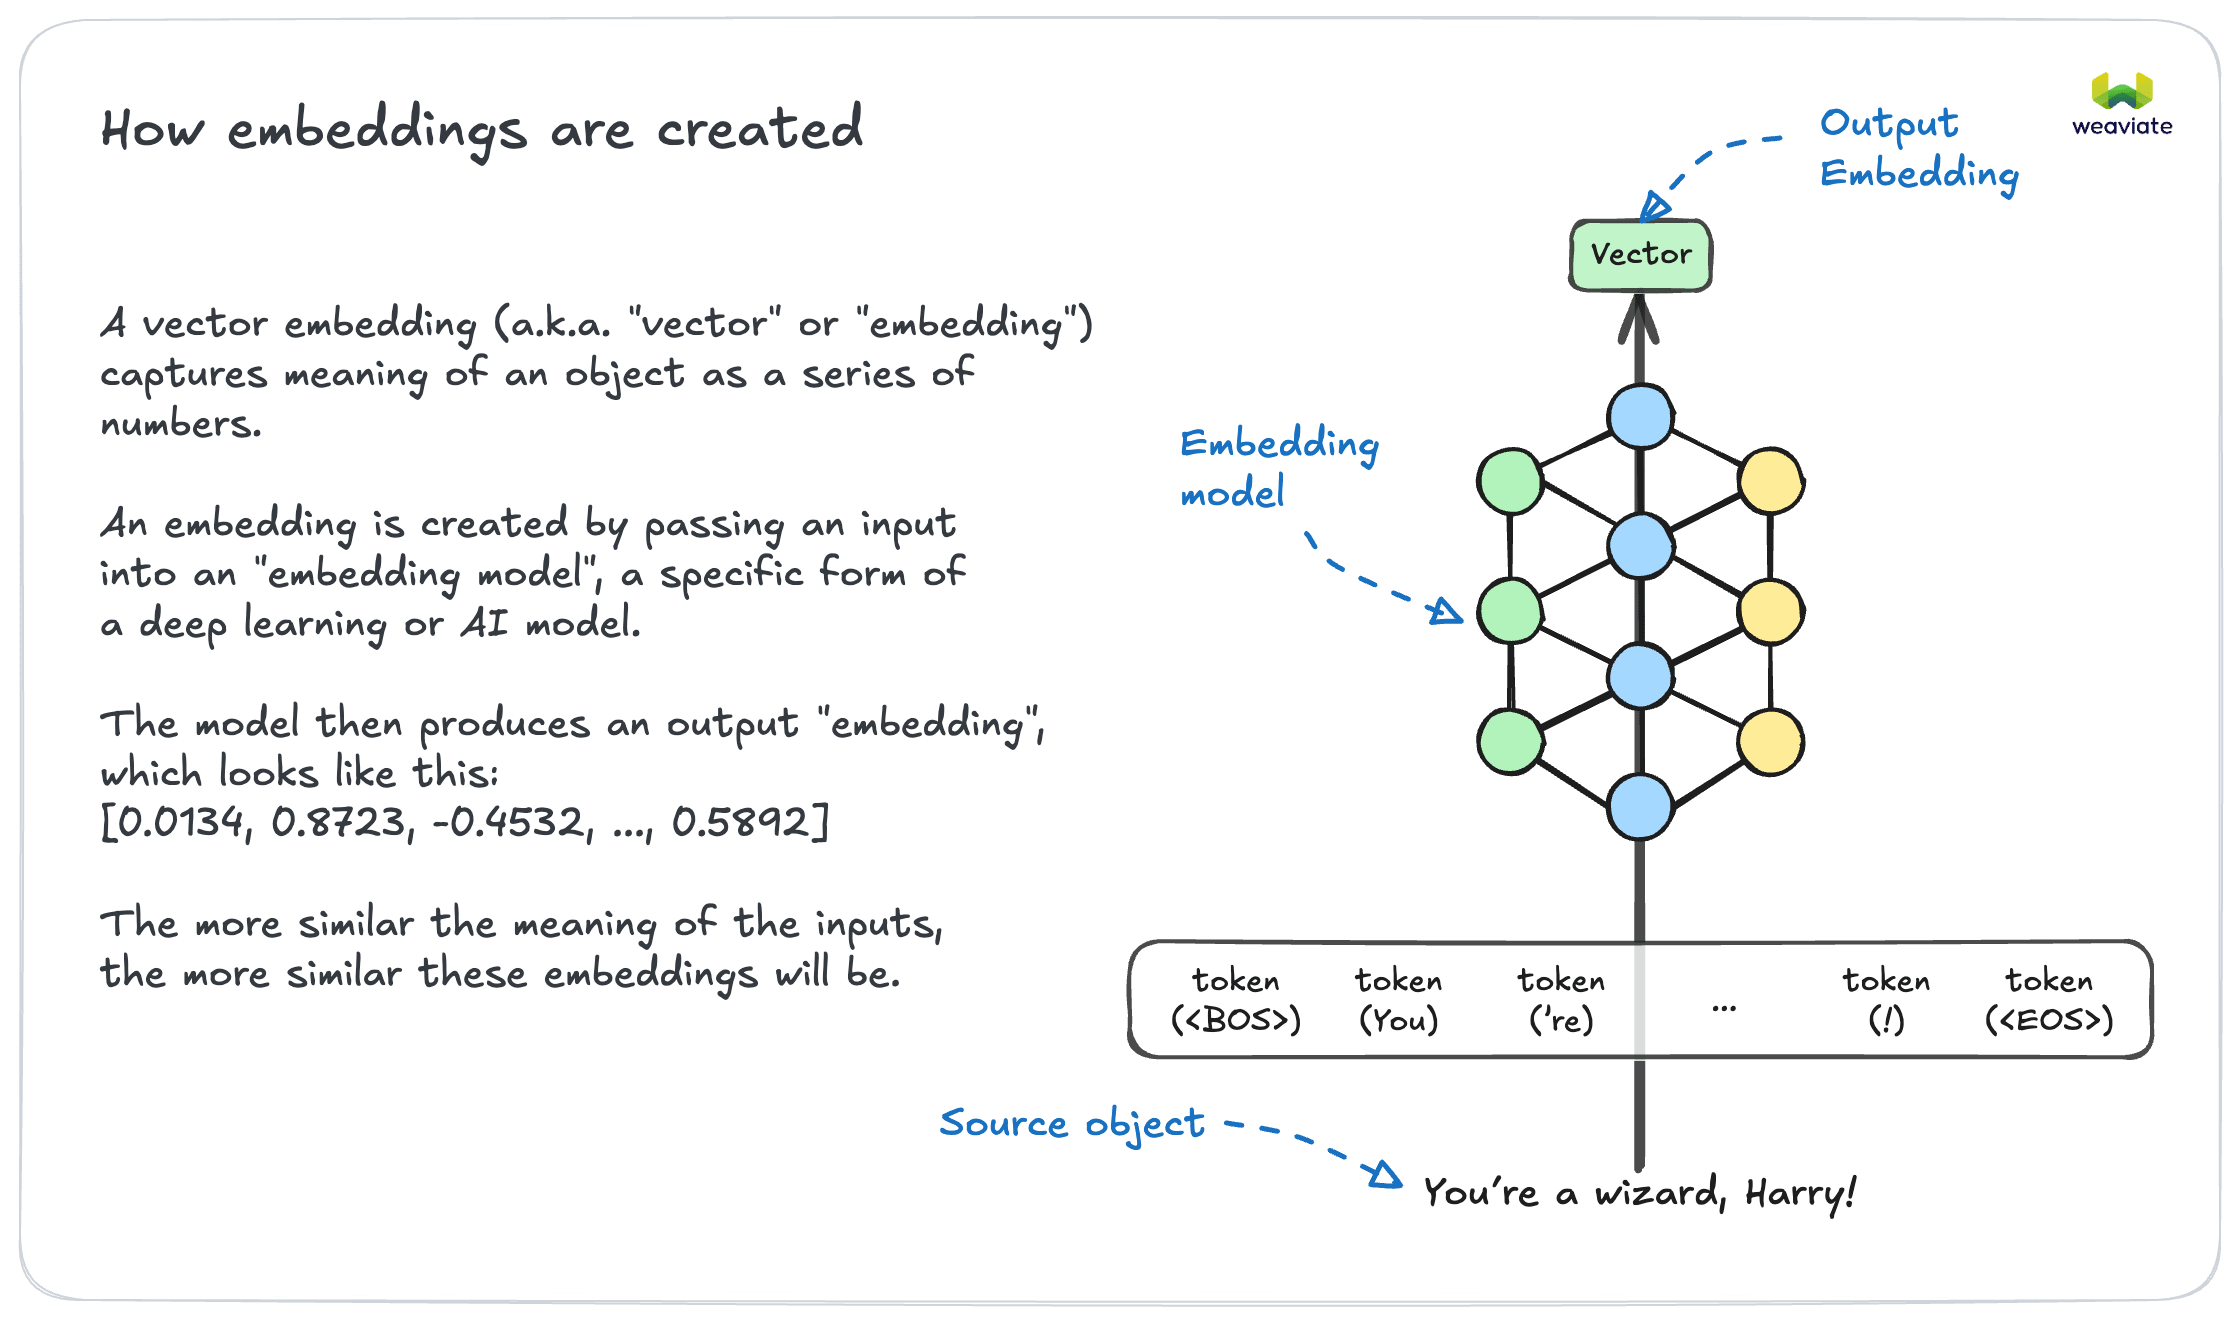 How embeddings are created
weaviate
Output
Embedding
Vector
A vector embedding (a.k.a. "vector" or "embedding")
captures meaning of an object as a series of
numbers.
An embedding is created by passing an input
into an "embedding model", a specific form of
a deep learning or AI model.
The model then produces an output "embedding",
which looks like this:
[0.0134, 0.8723, -0.4532, ..., 0.5892]
The more similar the meaning of the inputs,
the more similar these embeddings will be.
Embedding
model
token token token ... token token
(<BOS>) (You) ('re) (!) (<EOS>)
Source object
You're a wizard, Harry!